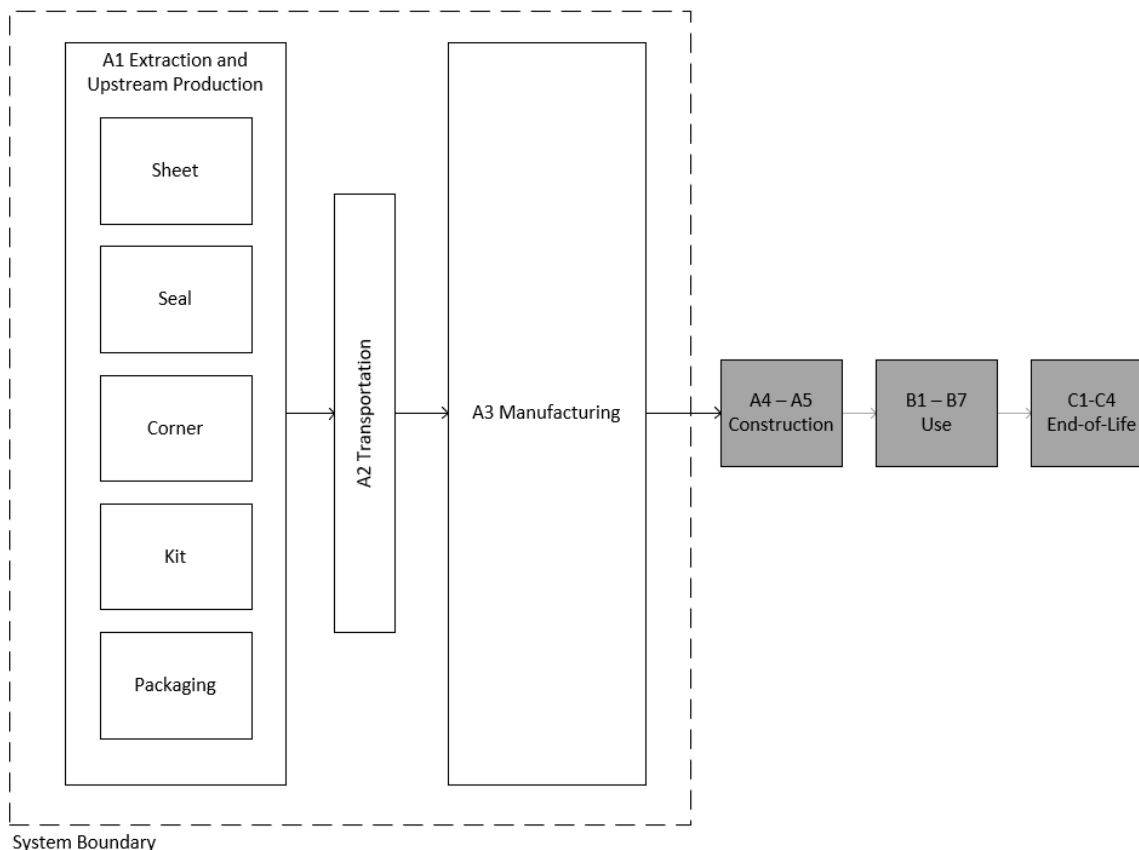 A1 Extraction and
Upstream Production
Sheet
Seal
Corner
Kit
Packaging
A2 Transportation
A3 Manufacturing
A4 – A5
Construction
B1 – B7
Use
C1-C4
End-of-Life
System Boundary